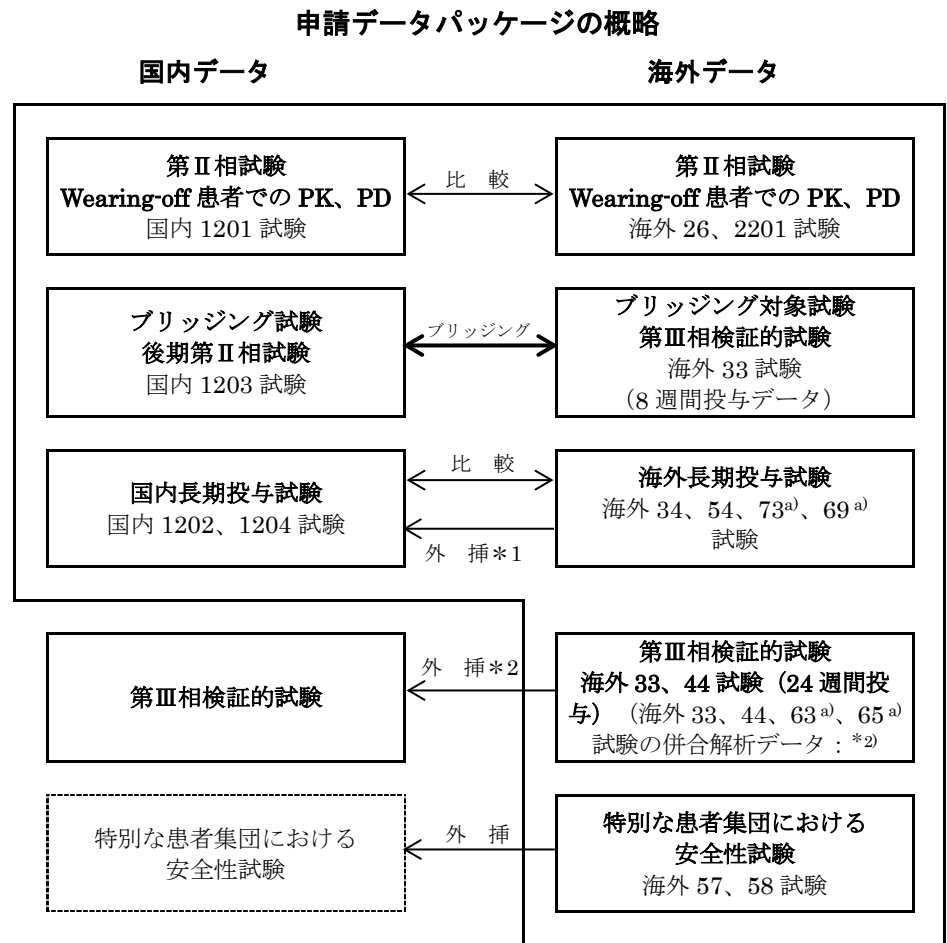 申請データパッケージの概略
国内データ
海外データ
第Ⅱ相試験
Wearing-off 患者での PK、PD
国内 1201 試験
比 較
第Ⅱ相試験
Wearing-off 患者での PK、PD
海外 26、2201 試験
ブリッジング試験
後期第Ⅱ相試験
国内 1203 試験
ブリッジング
ブリッジング対象試験
第Ⅲ相検証的試験
海外 33 試験
（8 週間投与データ）
国内長期投与試験
国内 1202、1204 試験
比 較
外 挿＊1
海外長期投与試験
海外 34、54、73a)、69 a)
試験
第Ⅲ相検証的試験
外 挿＊2
第Ⅲ相検証的試験
海外 33、44 試験（24 週間投
与）（海外 33、44、63 a)、65 a)
試験の併合解析データ：*2)
特別な患者集団における
安全性試験
外 挿
特別な患者集団における
安全性試験
海外 57、58 試験